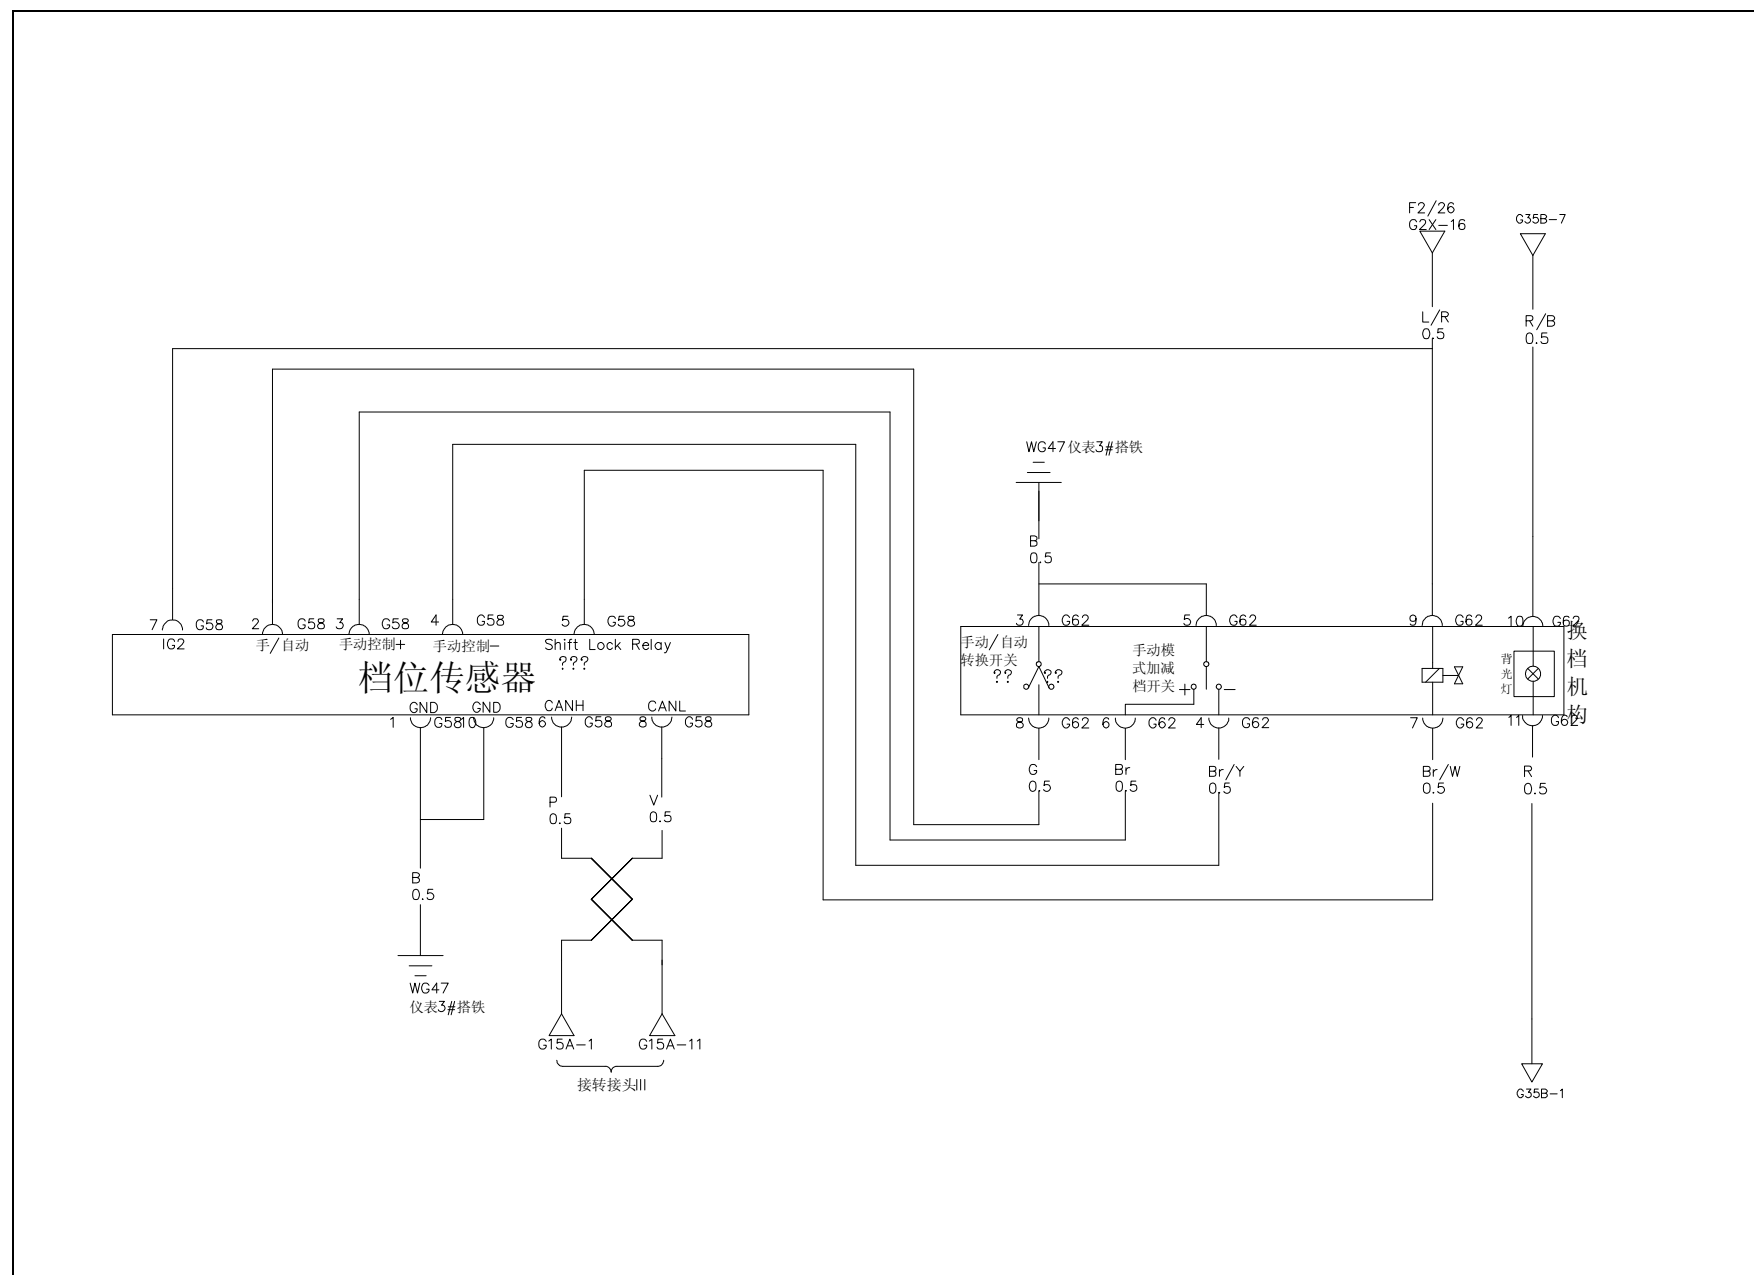 F2/26
G2X-16
G35B-7
L/R
0.5
R/B
0.5
WG47仪表3#搭铁
B
0.5
7 G58
2 G58
3 G58
4 G58
5 G58
IG2
手/自动
手动控制+
手动控制-
Shift Lock Relay
???
档位传感器
GND
GND
CANH
CANL
1 G58
10 G58
6 G58
8 G58
3 G62
5 G62
9 G62
10 G62
手动/自动
转换开关
??
??
手动模
式加减
档开关
+
-
背
光
灯
换
档
机
构
8 G62
6 G62
4 G62
7 G62
11 G62
G
0.5
Br
0.5
Br/Y
0.5
Br/W
0.5
R
0.5
P
0.5
V
0.5
B
0.5
WG47
仪表3#搭铁
G15A-1
G15A-11
接转接头III
G35B-1